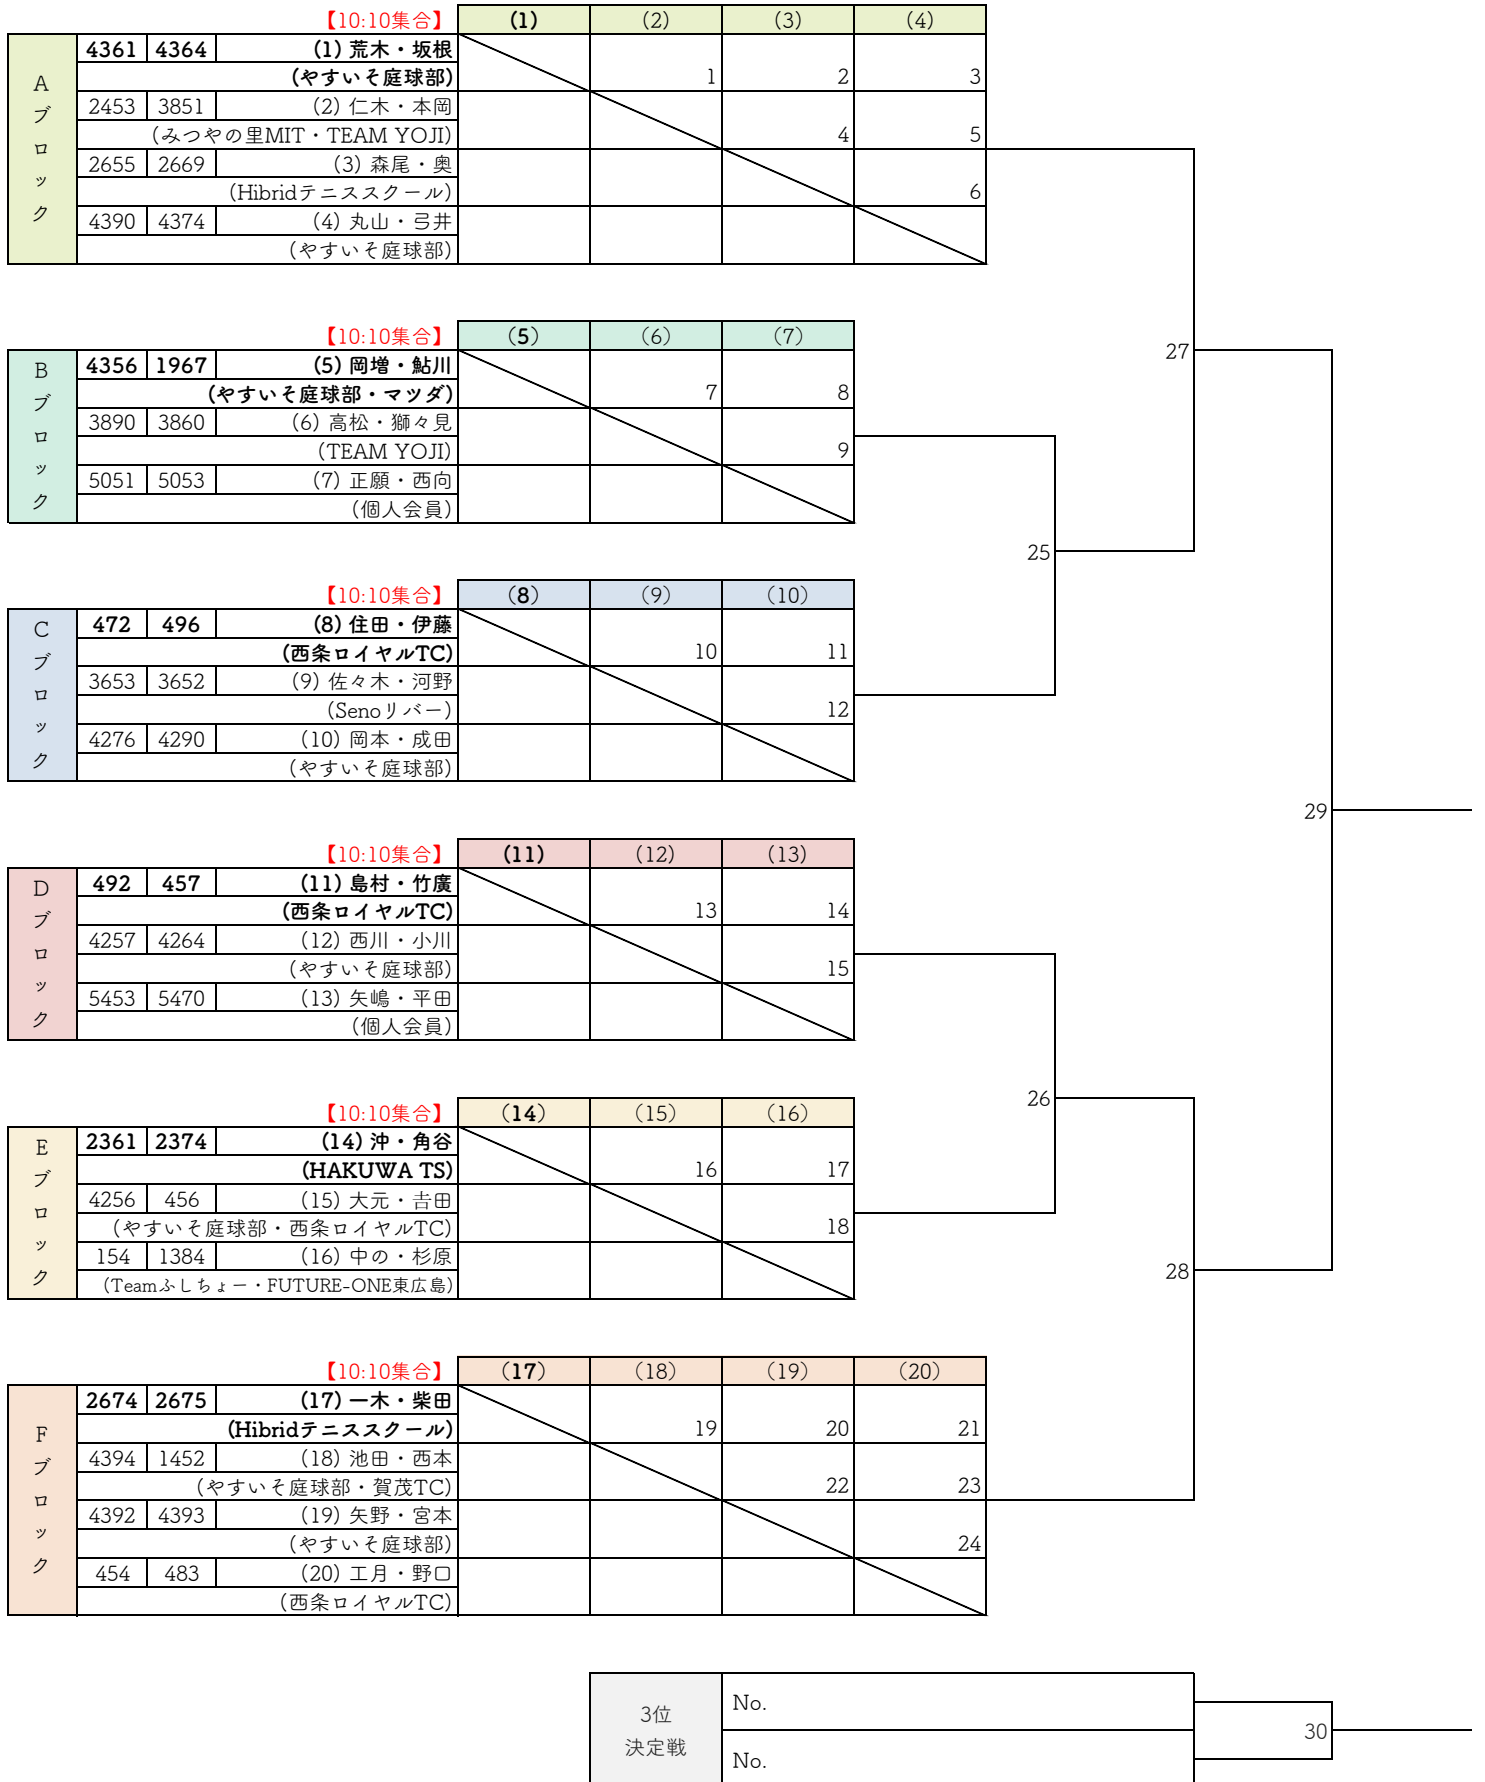 【10:10集合】 (1) (2) (3) (4)
Aブロック
4361 4364 (1) 荒木・坂根
(やすいそ庭球部) 1 2 3
2453 3851 (2) 仁木・本岡
(みつやの里MIT・TEAM YOJI) 4 5
2655 2669 (3) 森尾・奥
(Hibridテニススクール) 6
4390 4374 (4) 丸山・弓井
(やすいそ庭球部)
【10:10集合】 (5) (6) (7)
27
Bブロック
4356 1967 (5) 岡増・鮎川
(やすいそ庭球部・マツダ) 7 8
3890 3860 (6) 高松・獅々見
(TEAM YOJI) 9
5051 5053 (7) 正願・西向
(個人会員)
25
【10:10集合】 (8) (9) (10)
Cブロック
472 496 (8) 住田・伊藤
(西条ロイヤルTC) 10 11
3653 3652 (9) 佐々木・河野
(Senoリバー) 12
4276 4290 (10) 岡本・成田
(やすいそ庭球部)
29
【10:10集合】 (11) (12) (13)
Dブロック
492 457 (11) 島村・竹廣
(西条ロイヤルTC) 13 14
4257 4264 (12) 西川・小川
(やすいそ庭球部) 15
5453 5470 (13) 矢嶋・平田
(個人会員)
26
【10:10集合】 (14) (15) (16)
Eブロック
2361 2374 (14) 沖・角谷
(HAKUWA TS) 16 17
4256 456 (15) 大元・𠮷田
(やすいそ庭球部・西条ロイヤルTC) 18
154 1384 (16) 中の・杉原
(Teamふしちょー・FUTURE-ONE東広島)
28
【10:10集合】 (17) (18) (19) (20)
Fブロック
2674 2675 (17) 一木・柴田
(Hibridテニススクール) 19 20 21
4394 1452 (18) 池田・西本
(やすいそ庭球部・賀茂TC) 22 23
4392 4393 (19) 矢野・宮本
(やすいそ庭球部) 24
454 483 (20) 工月・野口
(西条ロイヤルTC)
3位
決定戦
No.
30
No.